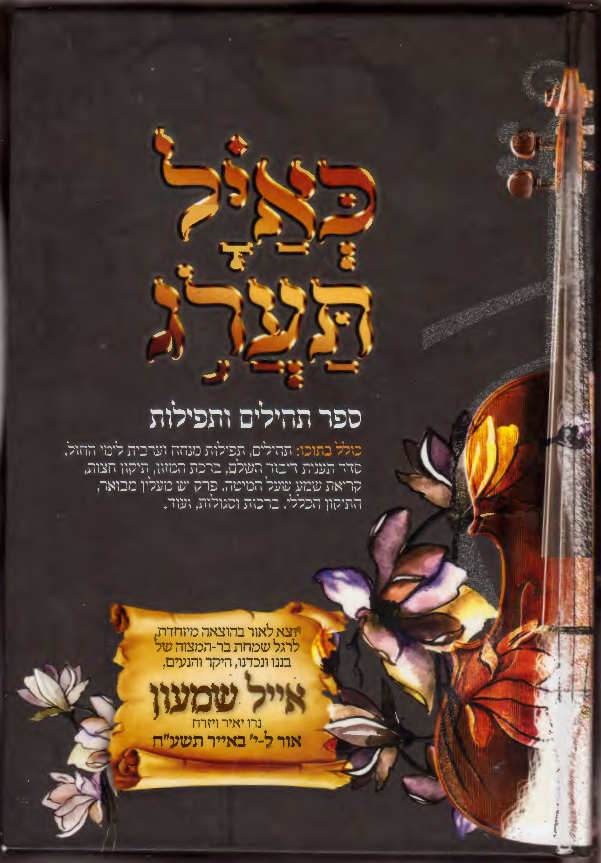 כְּאַיָּל
תַּעֲרֹג
ספר תהילים ותפילות
כולל בתוכו: תהילים, תפילות מנחה וערבית לימי החול,
סדר תענית דיבור השלם, ברכת המזון, תיקון חצות,
קריאת שמע שעל המיטה, פרק יש מעלין מבואר,
התיקון הכללי, ברכות וסגולות, ועוד.
יוצא לאור בהוצאה מיוחדת,
לרגל שמחת בר-המצוה של
בננו ונכדנו, היקר והנעים,
אייל שמעון
נרו יאיר ויזרח
אור ל-י' באייר תשע"ח